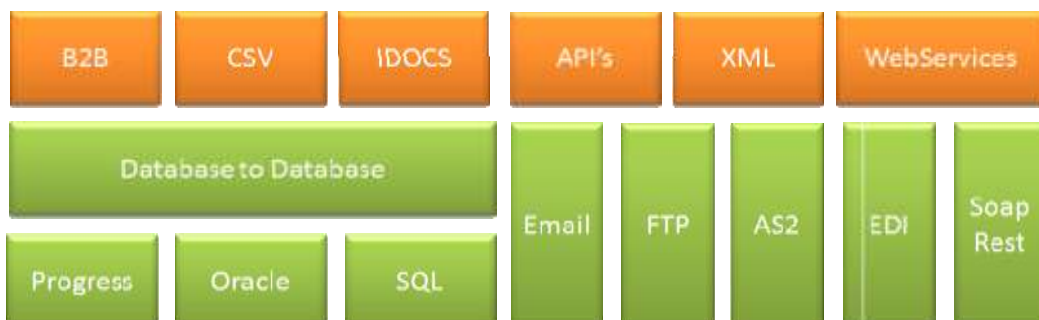 B2B
CSV
IDOCS
API's
XML
WebServices
Database to Database
Email
FTP
AS2
EDI
Soap
Rest
Progress
Oracle
SQL